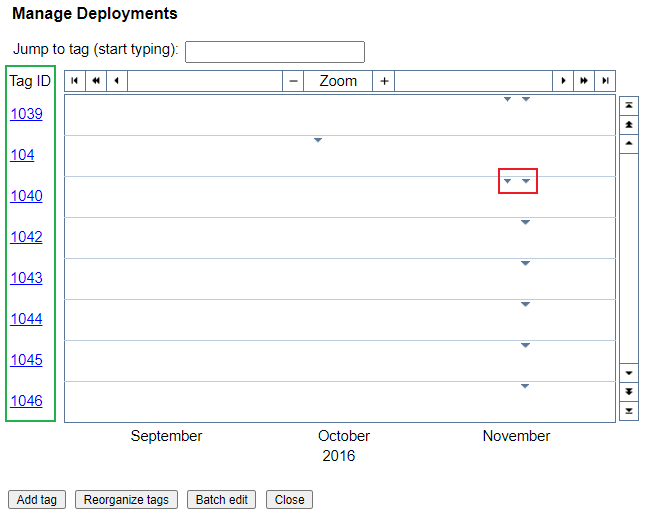 Manage Deployments
Jump to tag (start typing):
Tag ID
− Zoom +
1039
104
1040
1042
1043
1044
1045
1046
September October November
2016
Add tag Reorganize tags Batch edit Close